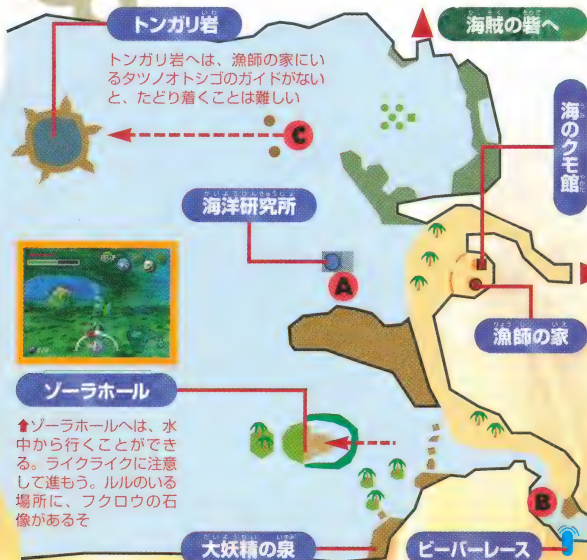 トンガリ岩
トンガリ岩へは、漁師の家にい
るタツノオトシゴのガイドがない
と、たどり着くことは難しい
海賊の砦へ
C
海のクモ館
海洋研究所
A
漁師の家
ゾーラホール
⬆ゾーラホールへは、水
中から行くことができ
る。ライクライクに注意
して進もう。ルルのいる
場所に、フクロウの石
像があるそ
B
大妖精の泉
ビーバーレース